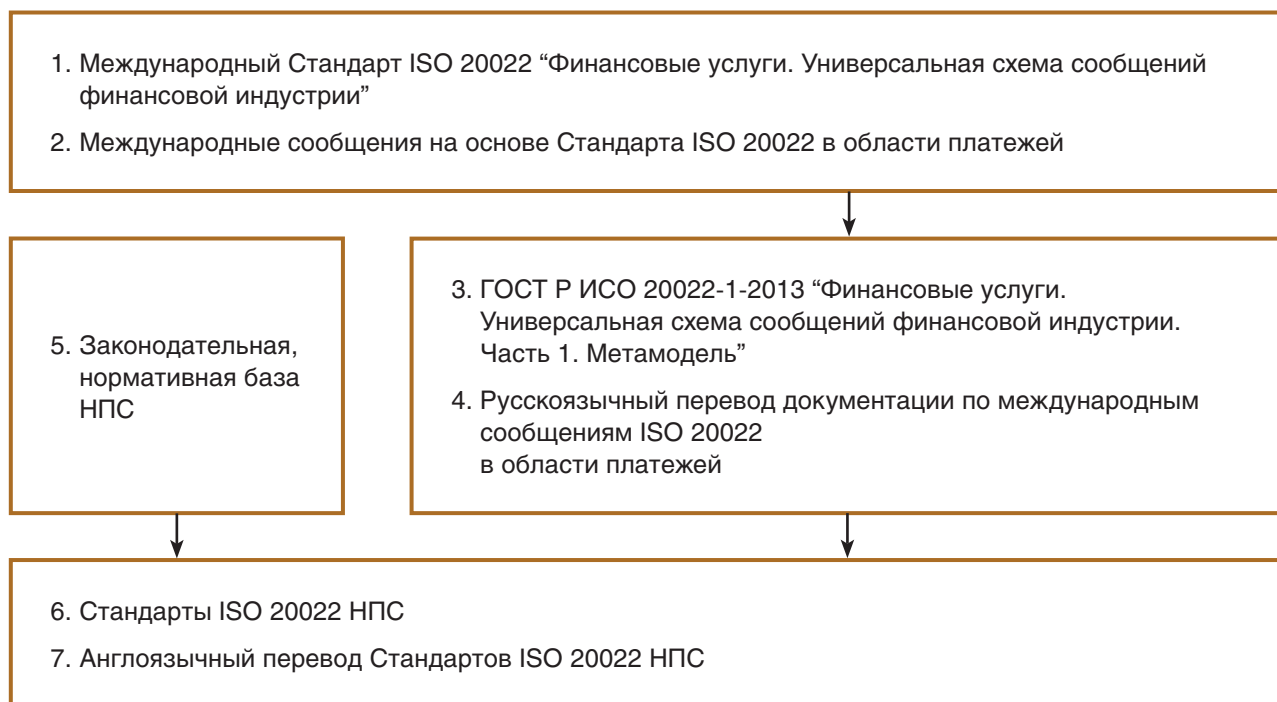 1. Международный Стандарт ISO 20022 “Финансовые услуги. Универсальная схема сообщений
финансовой индустрии”
2. Международные сообщения на основе Стандарта ISO 20022 в области платежей
5. Законодательная,
нормативная база
НПС
3. ГОСТ Р ИСО 20022-1-2013 “Финансовые услуги.
Универсальная схема сообщений финансовой индустрии.
Часть 1. Метамодель”
4. Русскоязычный перевод документации по международным
сообщениям ISO 20022
в области платежей
6. Стандарты ISO 20022 НПС
7. Англоязычный перевод Стандартов ISO 20022 НПС